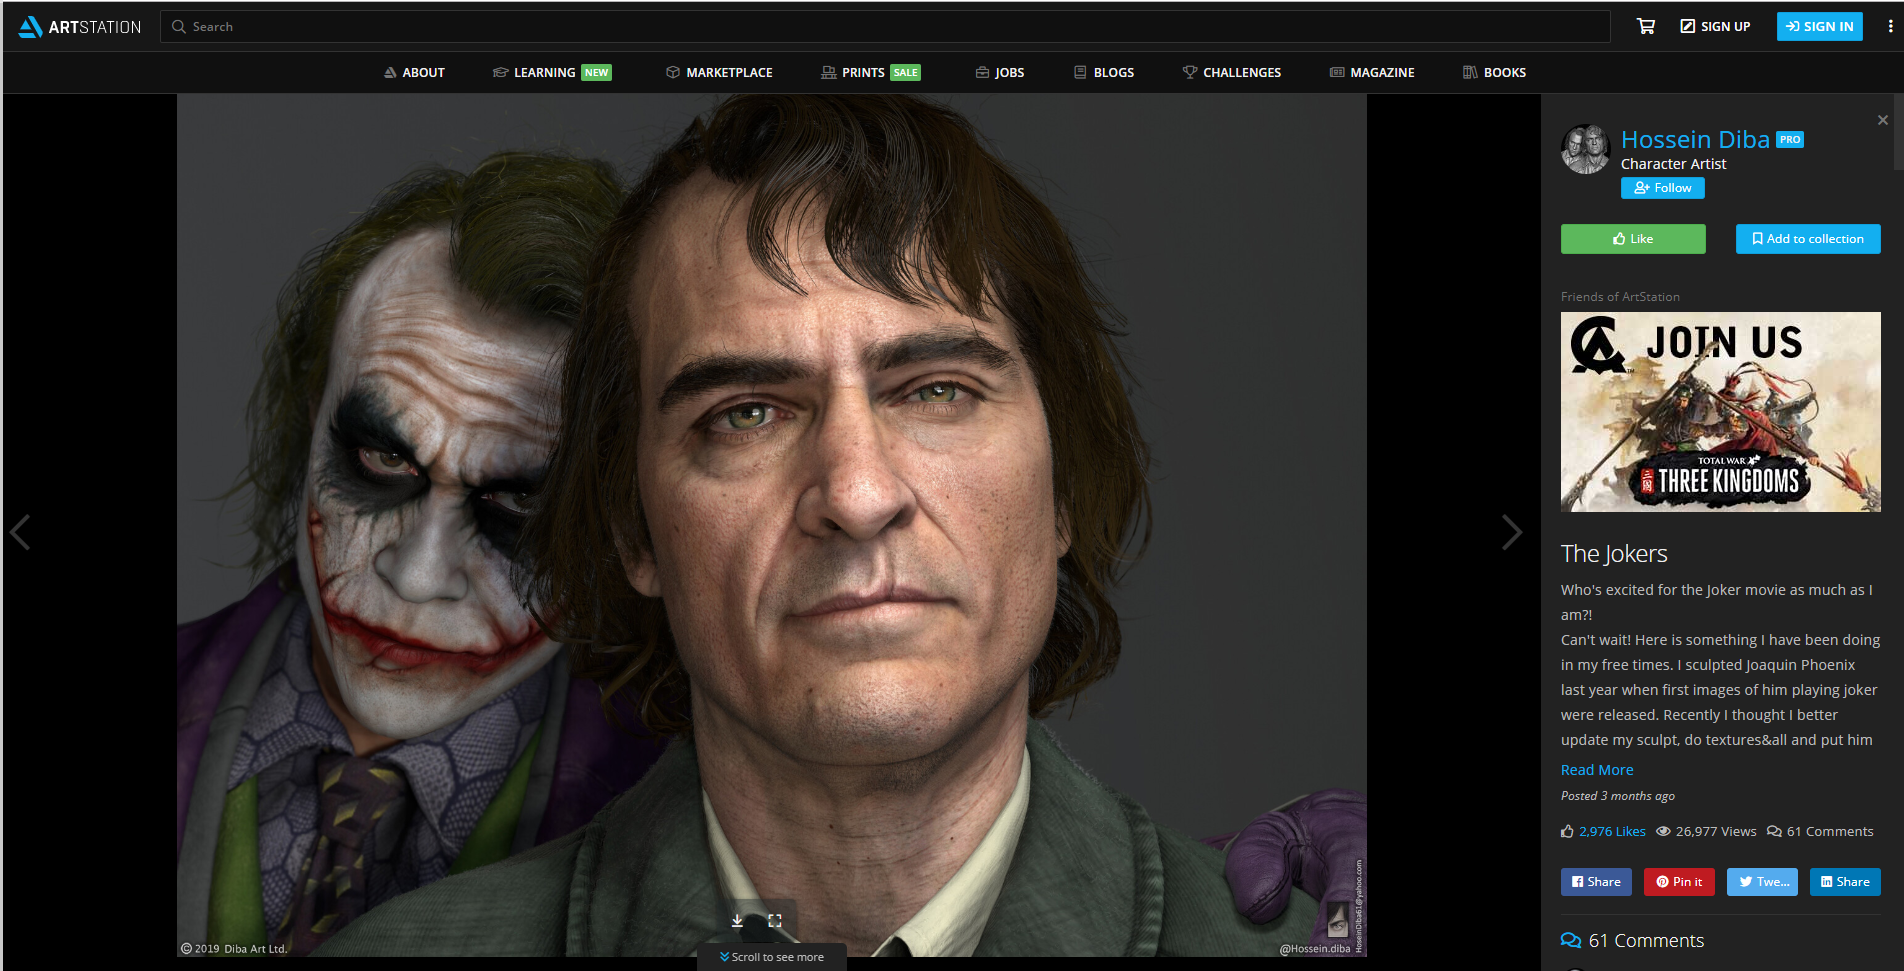 ARTSTATION
Search
SIGN UP
SIGN IN
ABOUT
LEARNING NEW
MARKETPLACE
PRINTS SALE
JOBS
BLOGS
CHALLENGES
MAGAZINE
BOOKS
Hossein Diba PRO
Character Artist
Follow
Like
Add to collection
Friends of ArtStation
JOIN US
TOTAL WAR
三国
THREE KINGDOMS
The Jokers
Who's excited for the Joker movie as much as I
am?!
Can't wait! Here is something I have been doing
in my free times. I sculpted Joaquin Phoenix
last year when first images of him playing joker
were released. Recently I thought I better
update my sculpt, do textures&all and put him
Read More
Posted 3 months ago
2,976 Likes 26,977 Views 61 Comments
Share
Pin it
Twe...
Share
61 Comments
© 2019 Diba Art Ltd.
Scroll to see more
@Hossein.diba
HosseinDiba61@yahoo.com